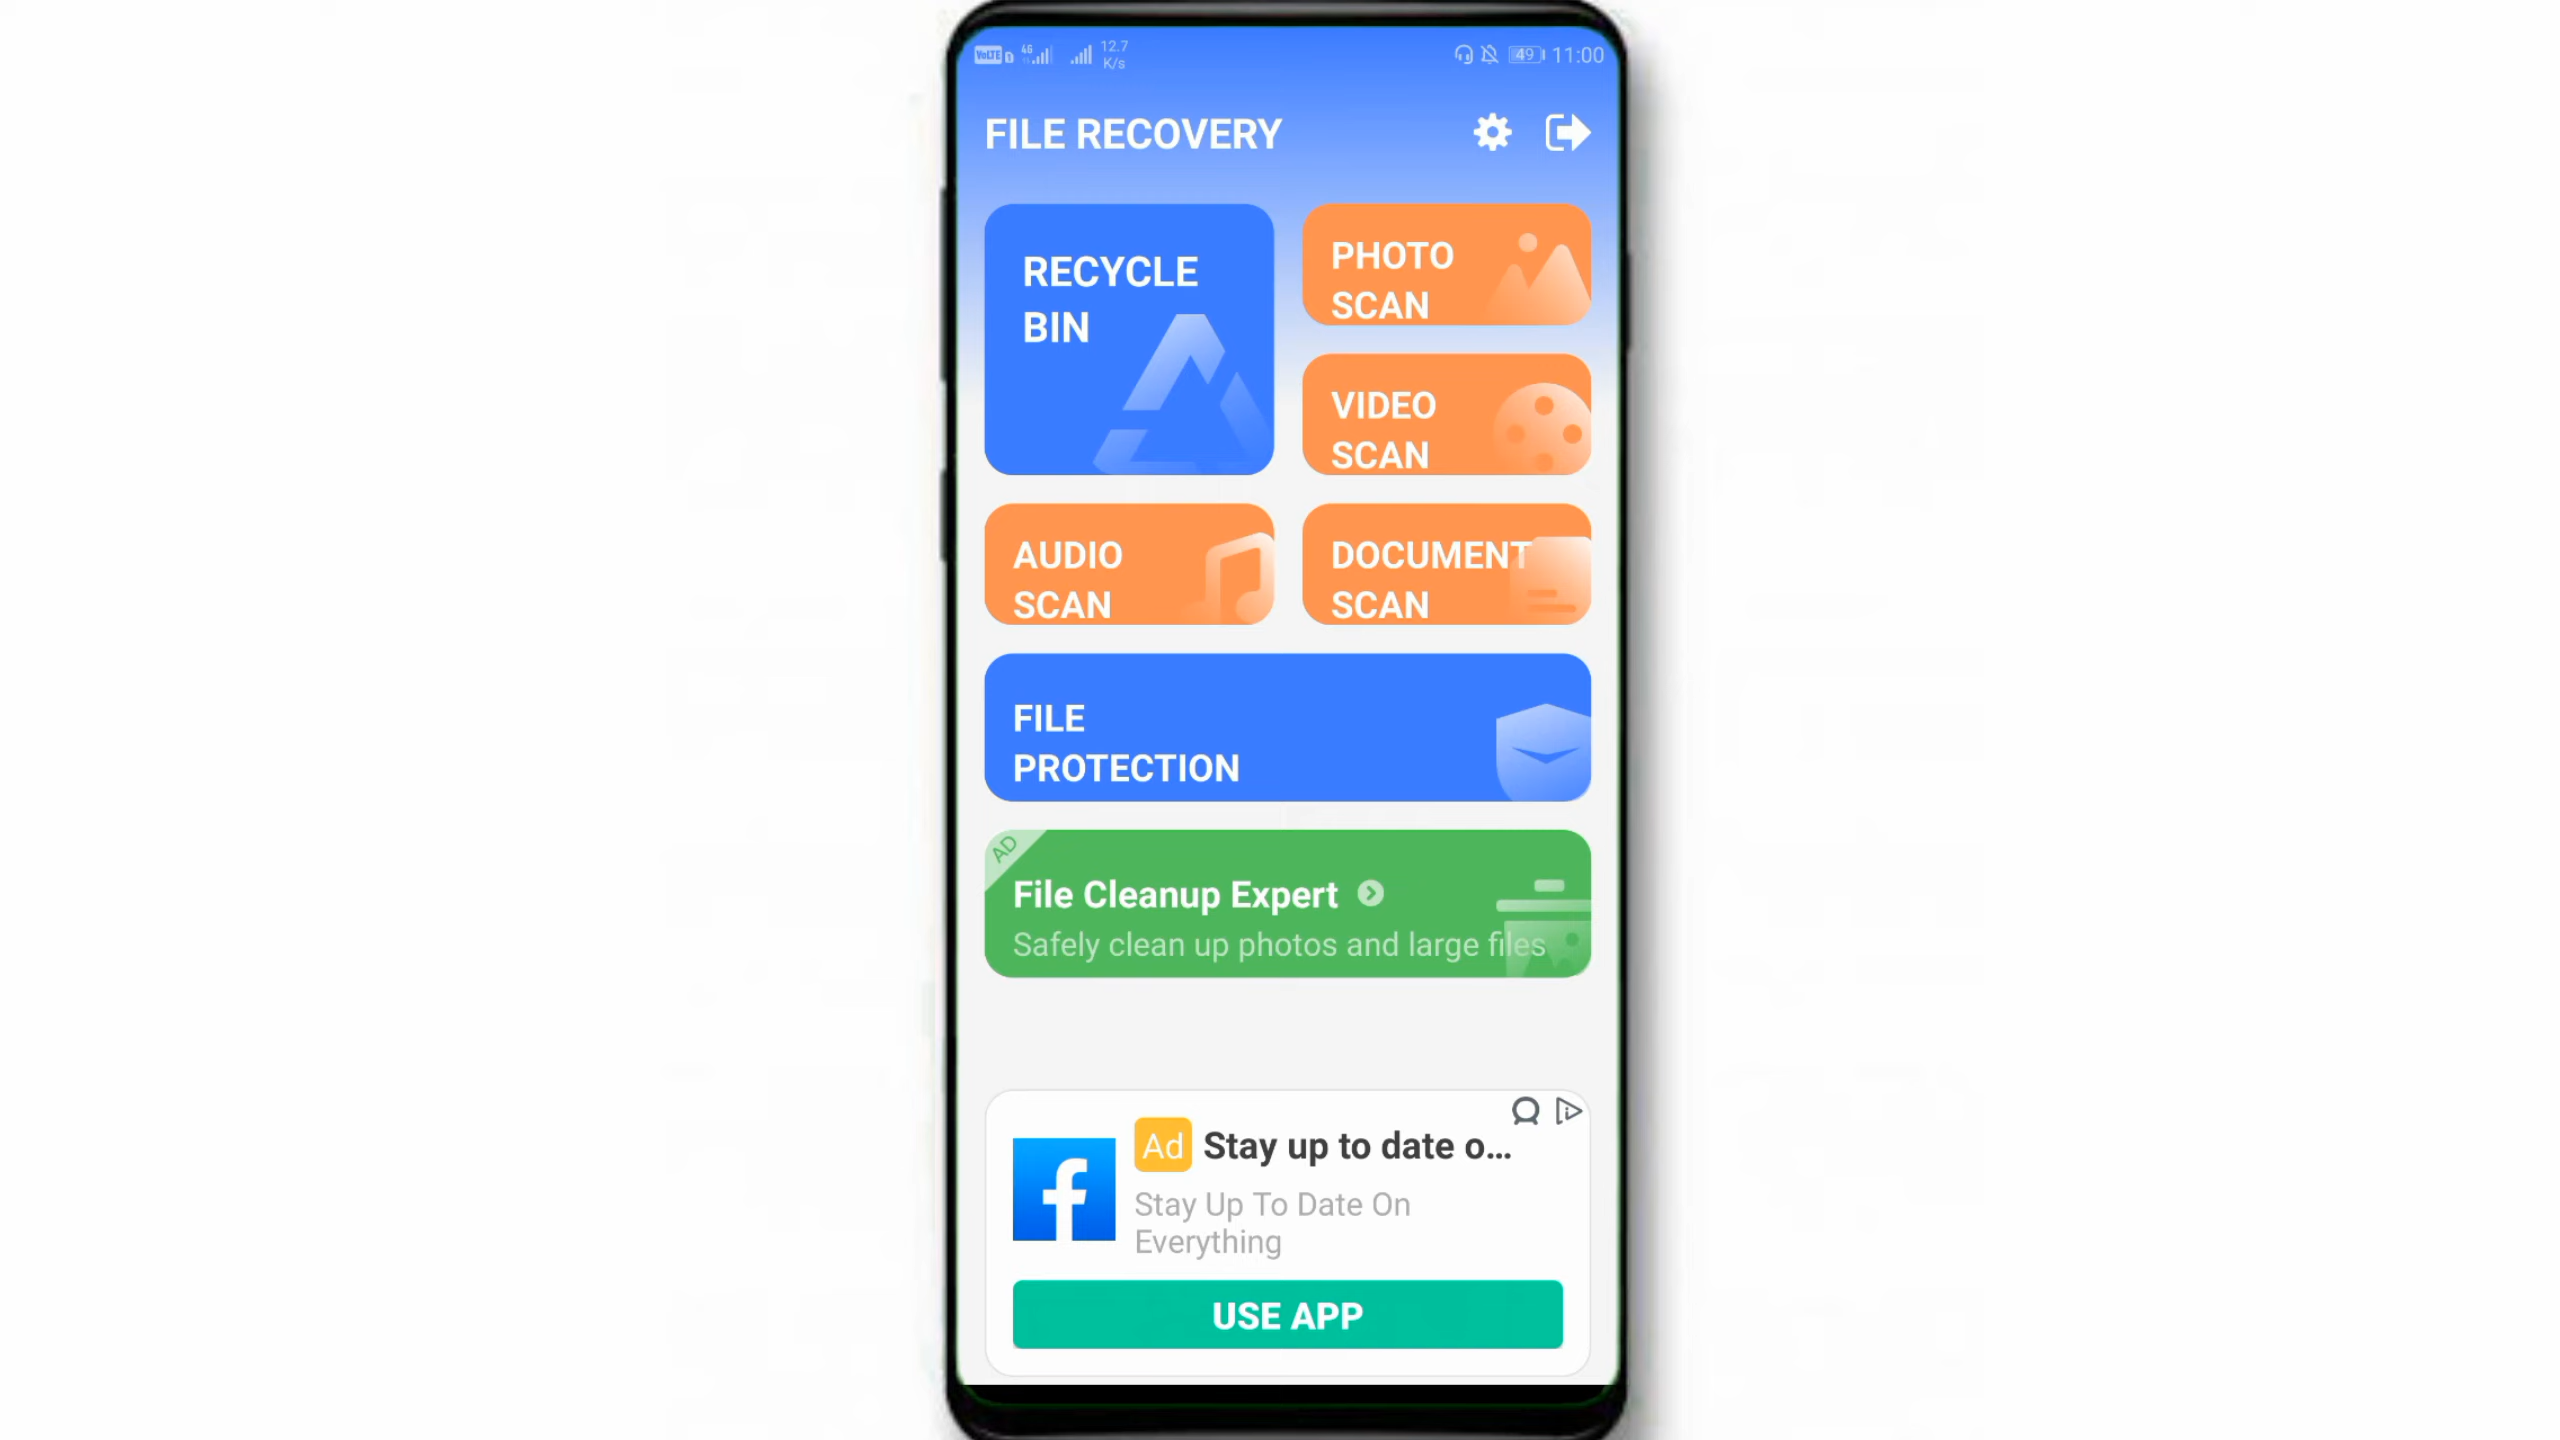 VoLTE 4G 12.7 K/s 49 11:00
FILE RECOVERY
RECYCLE
BIN
PHOTO
SCAN
VIDEO
SCAN
AUDIO
SCAN
DOCUMENT
SCAN
FILE
PROTECTION
AD
File Cleanup Expert
Safely clean up photos and large files
Ad Stay up to date o...
Stay Up To Date On
Everything
USE APP